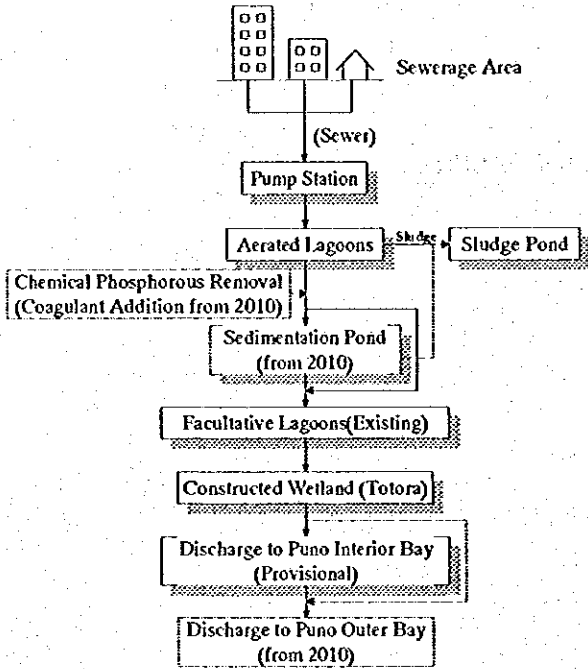 Sewerage Area
(Sewer)
Pump Station
Aerated Lagoons
Sludge
Sludge Pond
Chemical Phosphorous Removal
(Coagulant Addition from 2010)
Sedimentation Pond
(from 2010)
Facultative Lagoons(Existing)
Constructed Wetland (Totora)
Discharge to Puno Interior Bay
(Provisional)
Discharge to Puno Outer Bay
(from 2010)